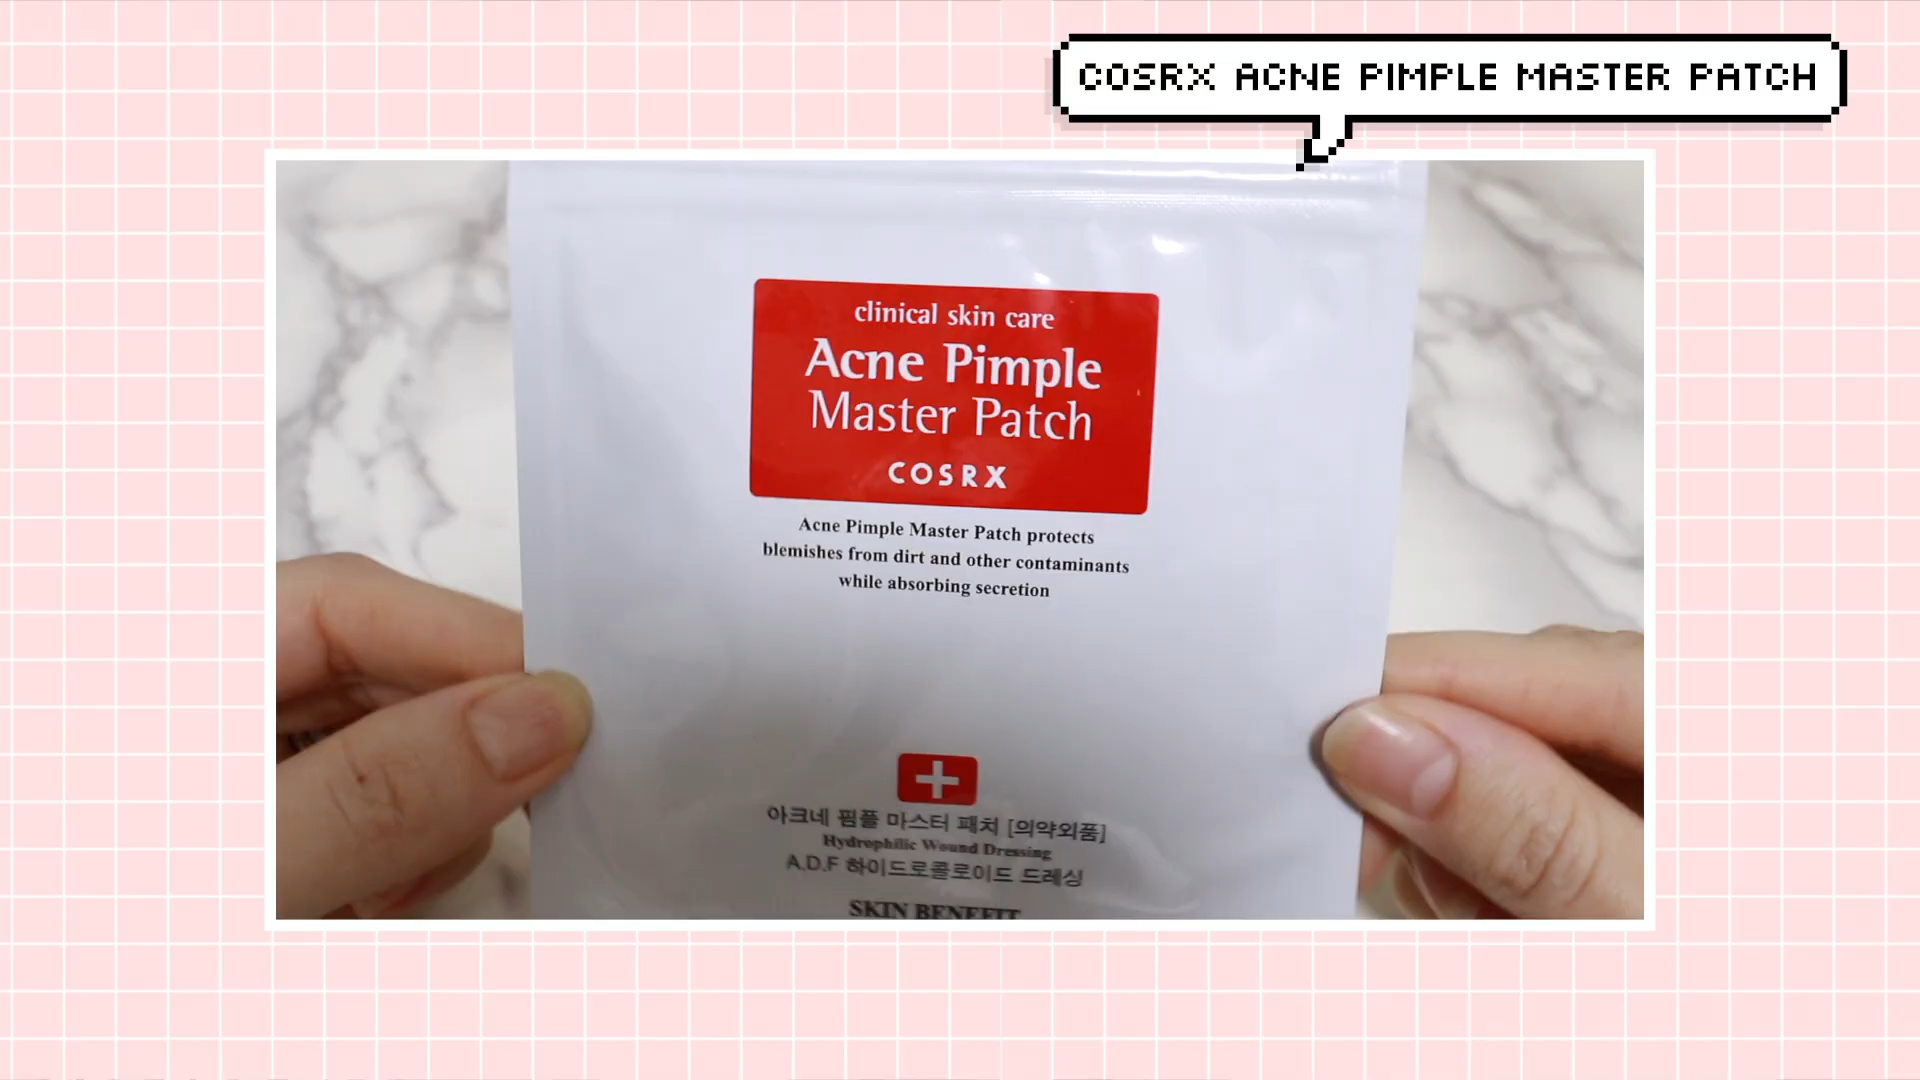 COSRX ACNE PIMPLE MASTER PATCH
clinical skin care
Acne Pimple
Master Patch
COSRX
Acne Pimple Master Patch protects
blemishes from dirt and other contaminants
while absorbing secretion
아크네 핌플 마스터 패치 [의약외품]
Hydrophilic Wound Dressing
A.D.F 하이드로콜로이드 드레싱
SKIN BENEFIT